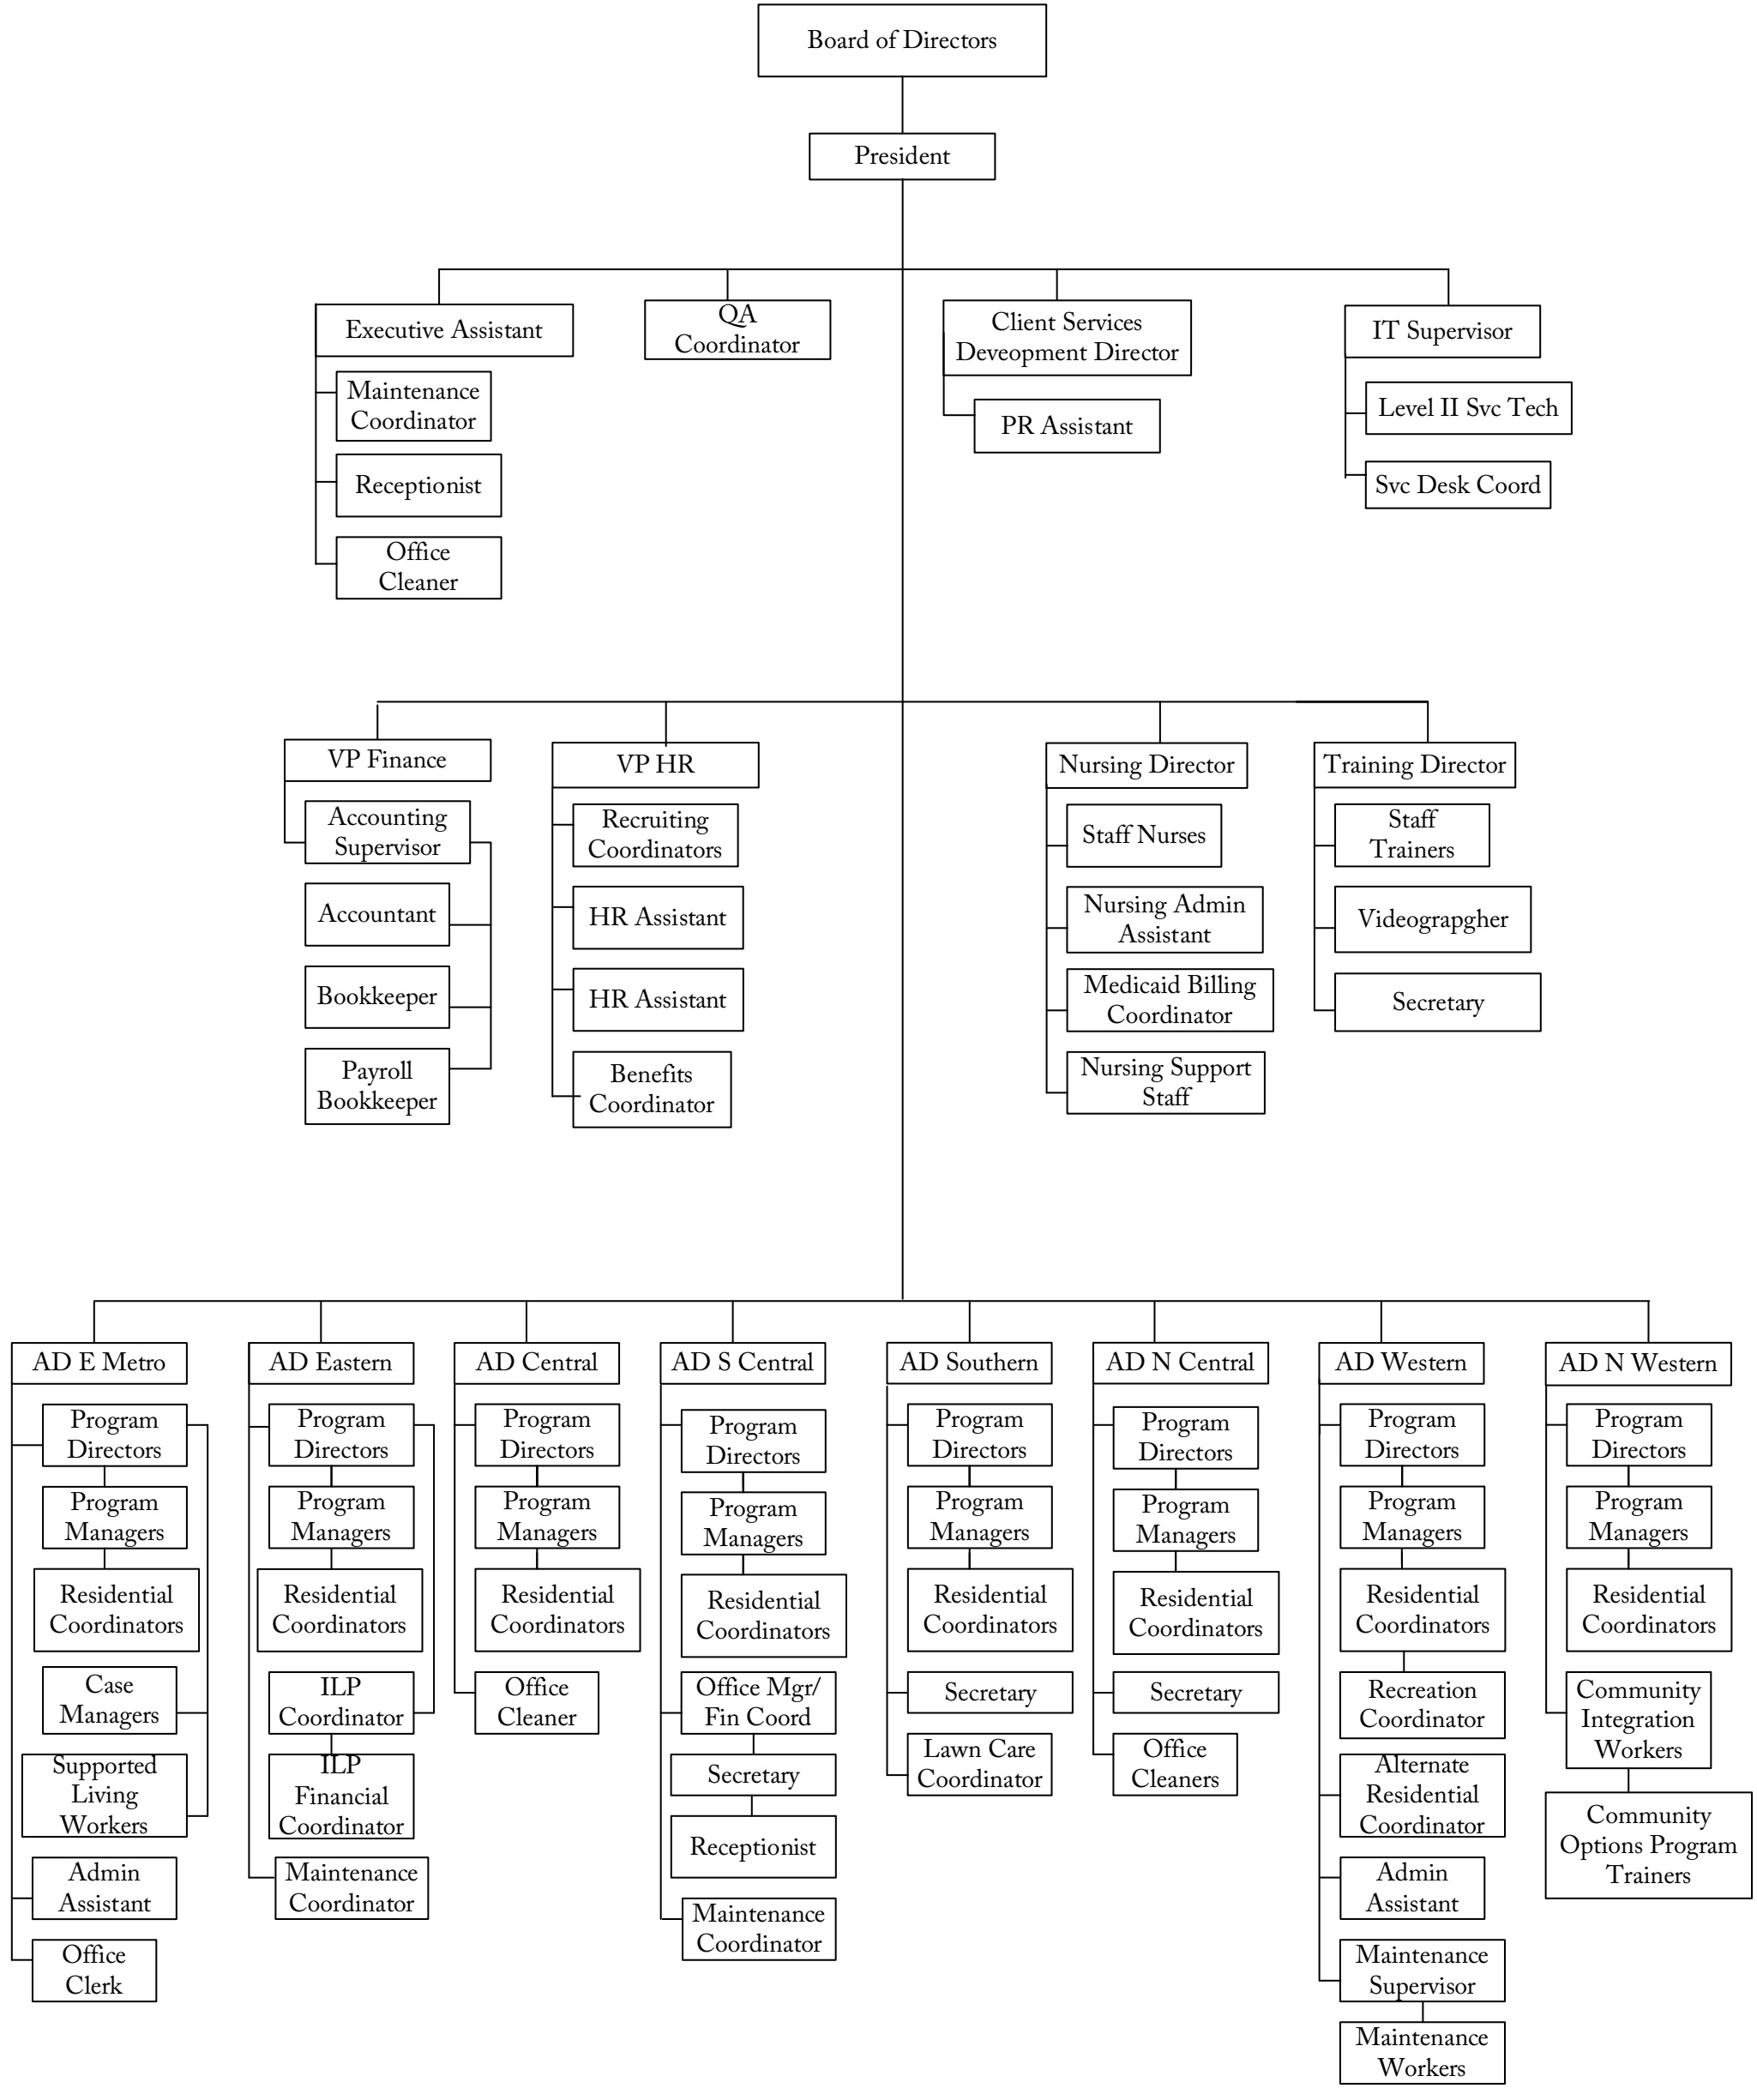 Board of Directors
President
Executive Assistant
Maintenance
Coordinator
Receptionist
Office
Cleaner
QA
Coordinator
Client Services
Deveopment Director
PR Assistant
IT Supervisor
Level II Svc Tech
Svc Desk Coord
VP Finance
Accounting
Supervisor
Accountant
Bookkeeper
Payroll
Bookkeeper
VP HR
Recruiting
Coordinators
HR Assistant
HR Assistant
Benefits
Coordinator
Nursing Director
Staff Nurses
Nursing Admin
Assistant
Medicaid Billing
Coordinator
Nursing Support
Staff
Training Director
Staff
Trainers
Videograpgher
Secretary
AD E Metro
Program
Directors
Program
Managers
Residential
Coordinators
Case
Managers
Supported
Living
Workers
Admin
Assistant
Office
Clerk
AD Eastern
Program
Directors
Program
Managers
Residential
Coordinators
ILP
Coordinator
ILP
Financial
Coordinator
Maintenance
Coordinator
AD Central
Program
Directors
Program
Managers
Residential
Coordinators
Office
Cleaner
AD S Central
Program
Directors
Program
Managers
Residential
Coordinators
Office Mgr/
Fin Coord
Secretary
Receptionist
Maintenance
Coordinator
AD Southern
Program
Directors
Program
Managers
Residential
Coordinators
Secretary
Lawn Care
Coordinator
AD N Central
Program
Directors
Program
Managers
Residential
Coordinators
Secretary
Office
Cleaners
AD Western
Program
Directors
Program
Managers
Residential
Coordinators
Recreation
Coordinator
Alternate
Residential
Coordinator
Admin
Assistant
Maintenance
Supervisor
Maintenance
Workers
AD N Western
Program
Directors
Program
Managers
Residential
Coordinators
Community
Integration
Workers
Community
Options Program
Trainers